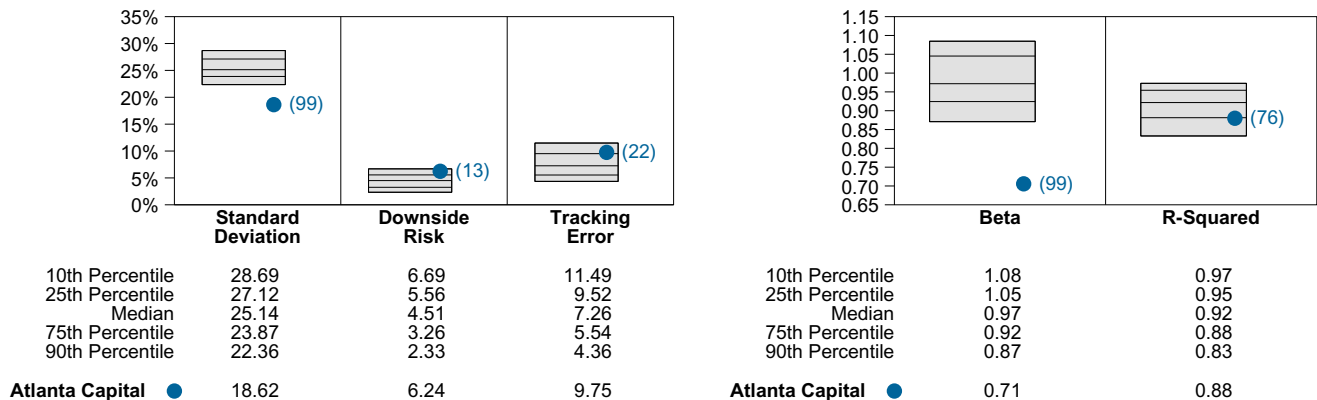 35%
30%
25%
20%
15%
10%
5%
0%
(99)
(13)
(22)
Standard
Deviation
Downside
Risk
Tracking
Error
10th Percentile 28.69 6.69 11.49
25th Percentile 27.12 5.56 9.52
Median 25.14 4.51 7.26
75th Percentile 23.87 3.26 5.54
90th Percentile 22.36 2.33 4.36
Atlanta Capital 18.62 6.24 9.75
1.15
1.10
1.05
1.00
0.95
0.90
0.85
0.80
0.75
0.70
0.65
(99)
(76)
Beta
R-Squared
10th Percentile 1.08 0.97
25th Percentile 1.05 0.95
Median 0.97 0.92
75th Percentile 0.92 0.88
90th Percentile 0.87 0.83
Atlanta Capital 0.71 0.88